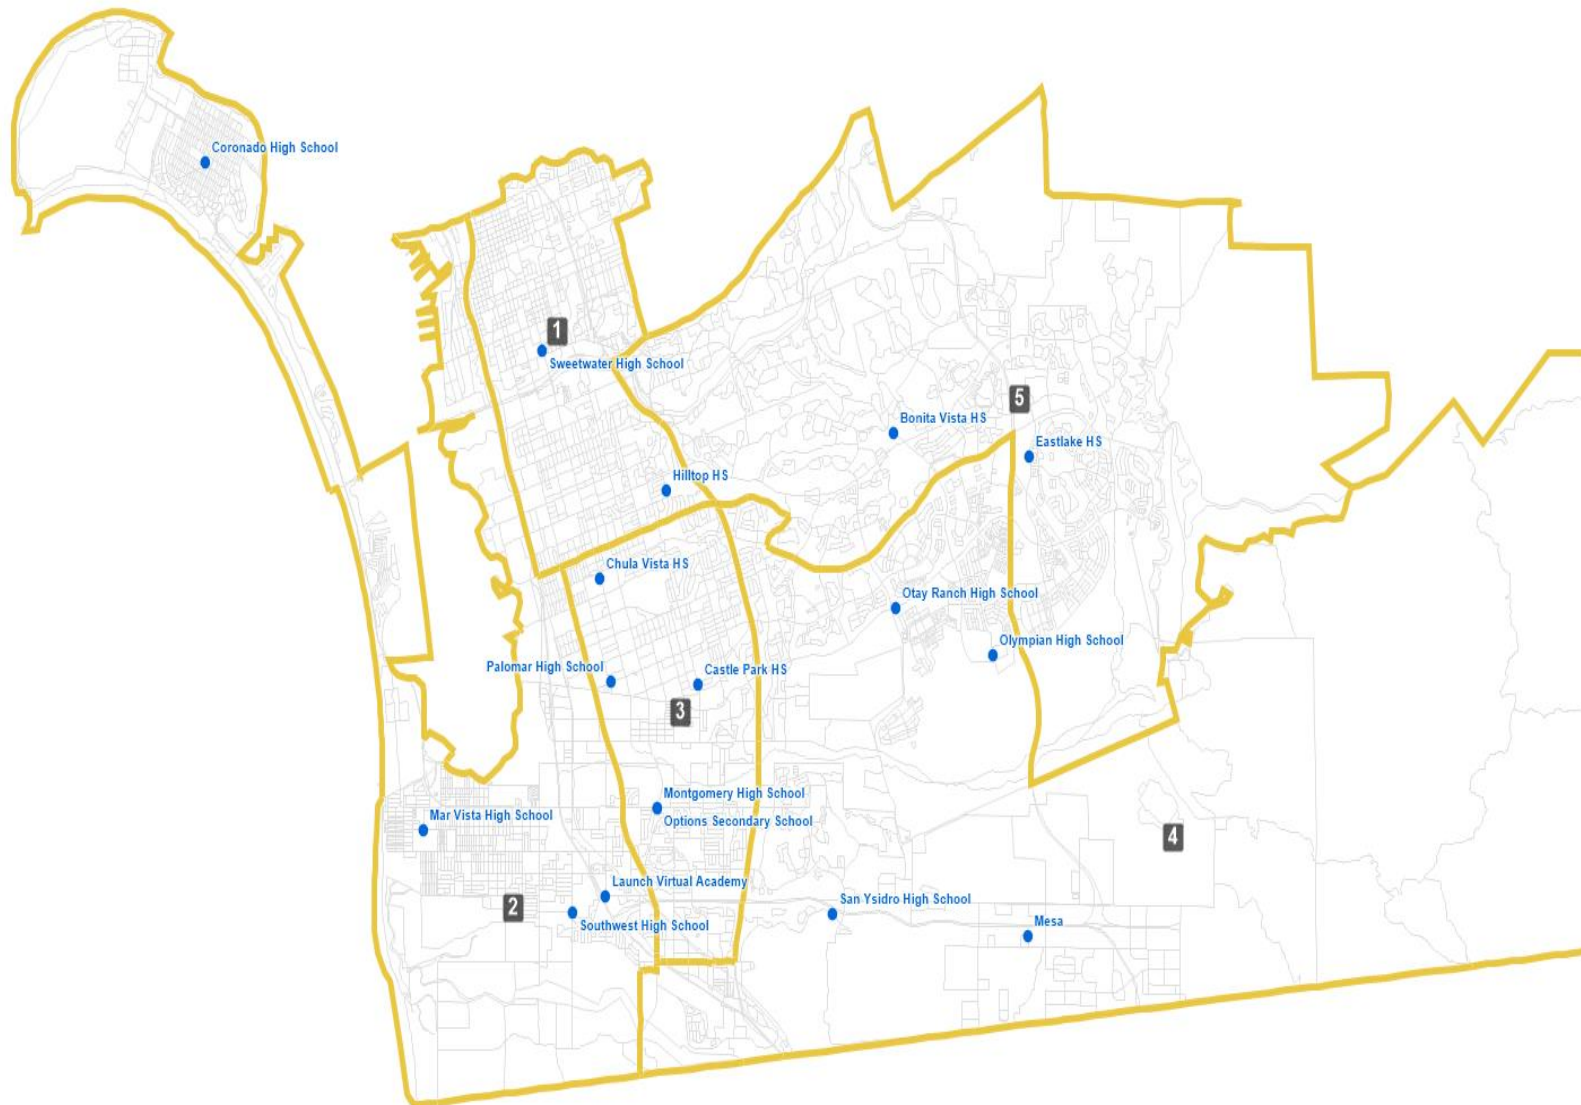 Coronado High School
1
Sweetwater High School
5
Bonita Vista HS
Eastlake HS
Hilltop HS
Chula Vista HS
Otay Ranch High School
Olympian High School
Palomar High School
Castle Park HS
3
Montgomery High School
Options Secondary School
Mar Vista High School
4
Launch Virtual Academy
2
San Ysidro High School
Southwest High School
Mesa